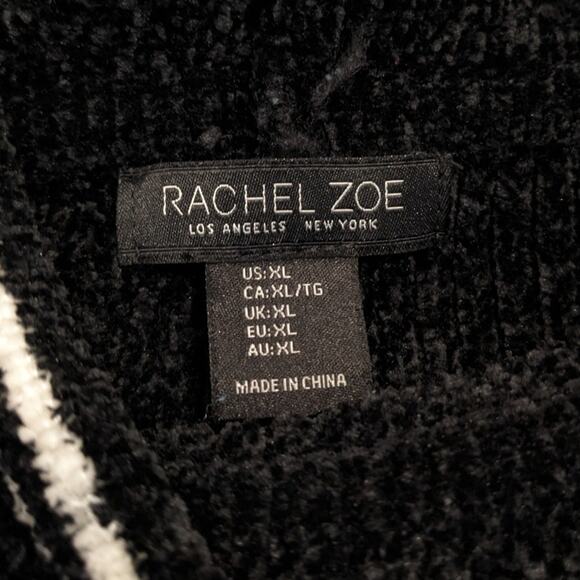 RACHEL ZOE
LOS ANGELES NEW YORK
US:XL
CA:XL/TG
UK:XL
EU:XL
AU:XL
MADE IN CHINA